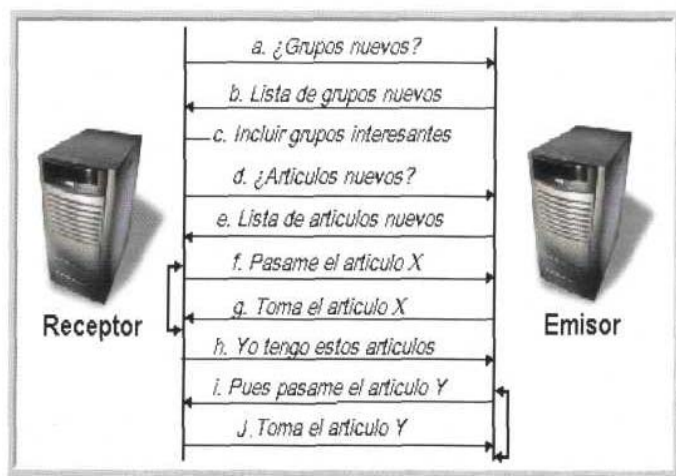 a. ¿Grupos nuevos?
b. Lista de grupos nuevos
c. Incluir grupos interesantes
d. ¿Articulos nuevos?
e. Lista de articulos nuevos
f. Pasame el articulo X
g. Toma el articulo X
Receptor
Emisor
h. Yo tengo estos articulos
i. Pues pasame el articulo Y
J. Toma el articulo Y